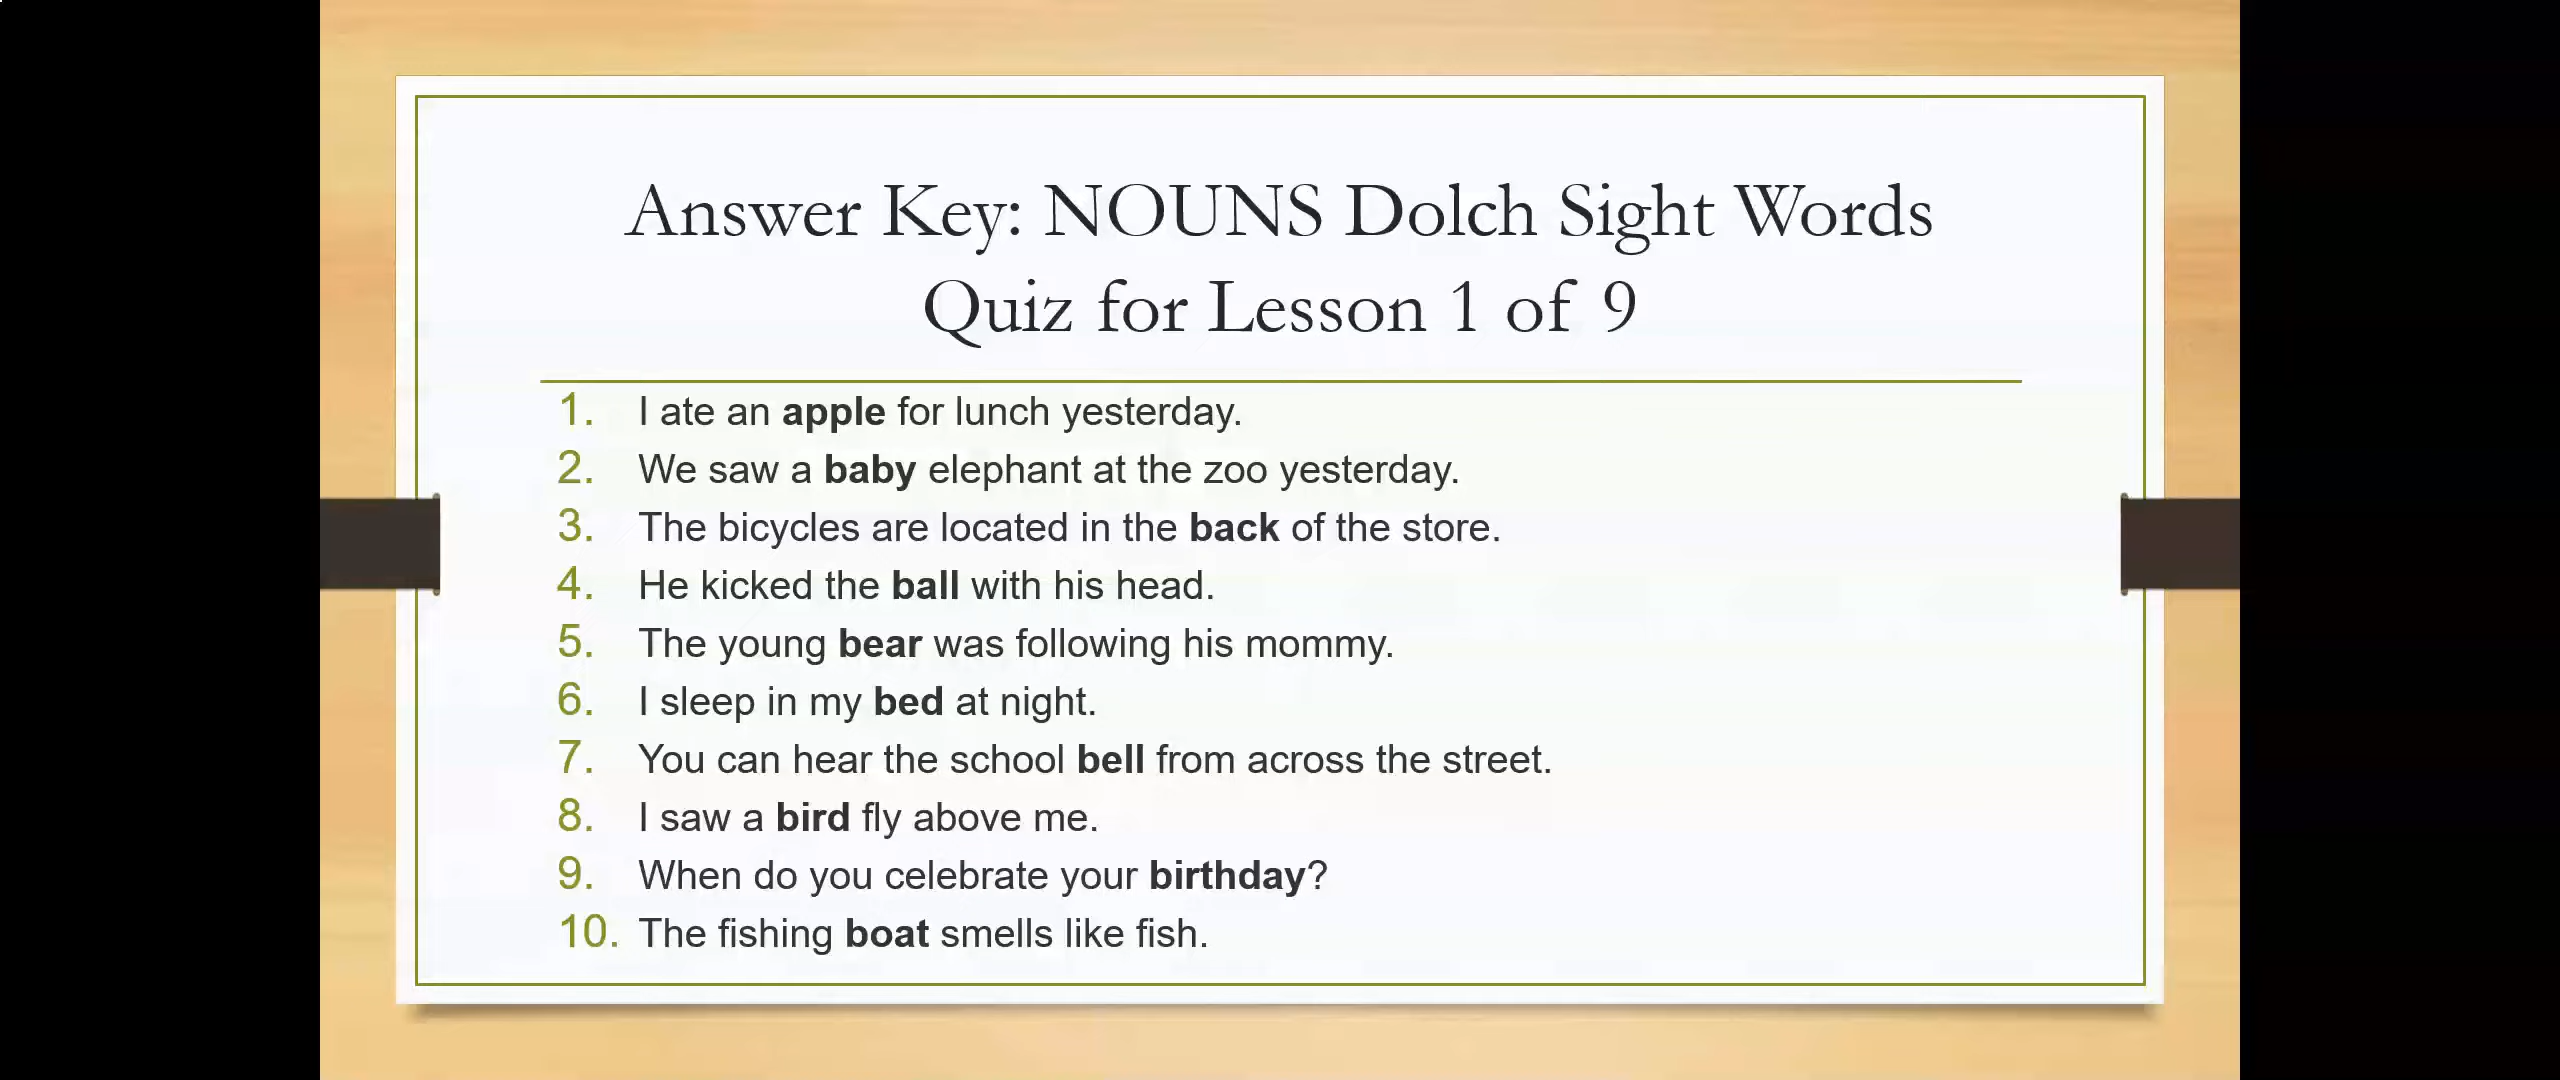 Answer Key: NOUNS Dolch Sight Words
Quiz for Lesson 1 of 9
1. I ate an apple for lunch yesterday.
2. We saw a baby elephant at the zoo yesterday.
3. The bicycles are located in the back of the store.
4. He kicked the ball with his head.
5. The young bear was following his mommy.
6. I sleep in my bed at night.
7. You can hear the school bell from across the street.
8. I saw a bird fly above me.
9. When do you celebrate your birthday?
10. The fishing boat smells like fish.